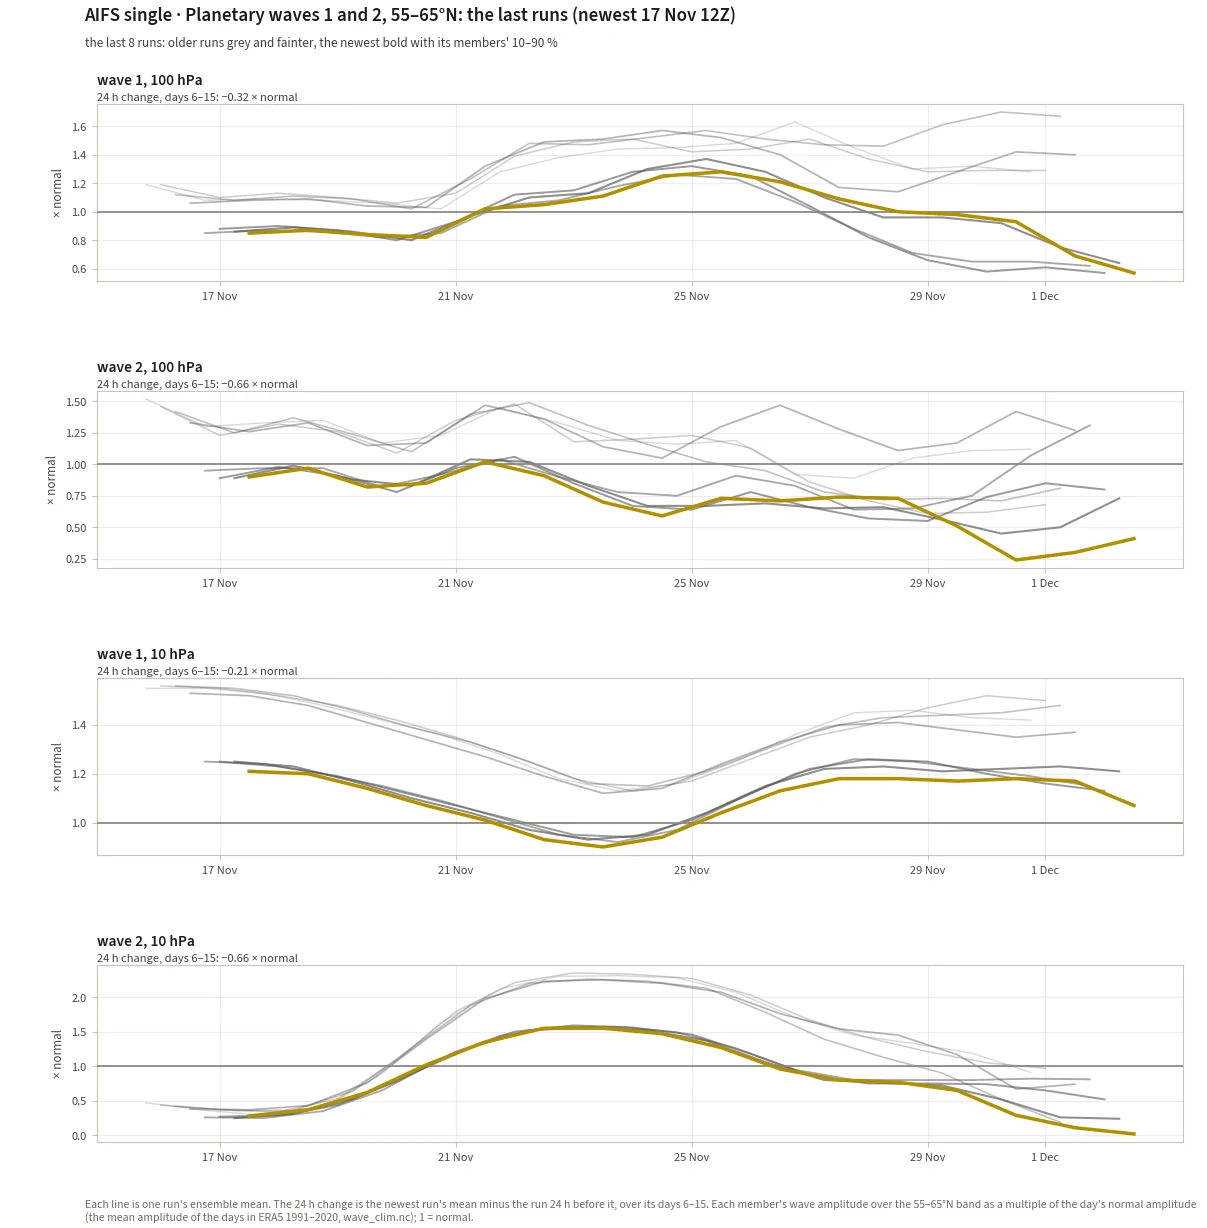 AIFS single · Planetary waves 1 and 2, 55–65°N: the last runs (newest 17 Nov 12Z)
the last 8 runs: older runs grey and fainter, the newest bold with its members' 10–90 %
wave 1, 100 hPa
24 h change, days 6–15: −0.32 × normal
1.6
1.4
1.2
1.0
0.8
0.6
× normal
17 Nov
21 Nov
25 Nov
29 Nov
1 Dec
wave 2, 100 hPa
24 h change, days 6–15: −0.66 × normal
1.50
1.25
1.00
0.75
0.50
0.25
× normal
17 Nov
21 Nov
25 Nov
29 Nov
1 Dec
wave 1, 10 hPa
24 h change, days 6–15: −0.21 × normal
1.4
1.2
1.0
× normal
17 Nov
21 Nov
25 Nov
29 Nov
1 Dec
wave 2, 10 hPa
24 h change, days 6–15: −0.66 × normal
2.0
1.5
1.0
0.5
0.0
× normal
17 Nov
21 Nov
25 Nov
29 Nov
1 Dec
Each line is one run's ensemble mean. The 24 h change is the newest run's mean minus the run 24 h before it, over its days 6–15. Each member's wave amplitude over the 55–65°N band as a multiple of the day's normal amplitude
(the mean amplitude of the days in ERA5 1991–2020, wave_clim.nc); 1 = normal.